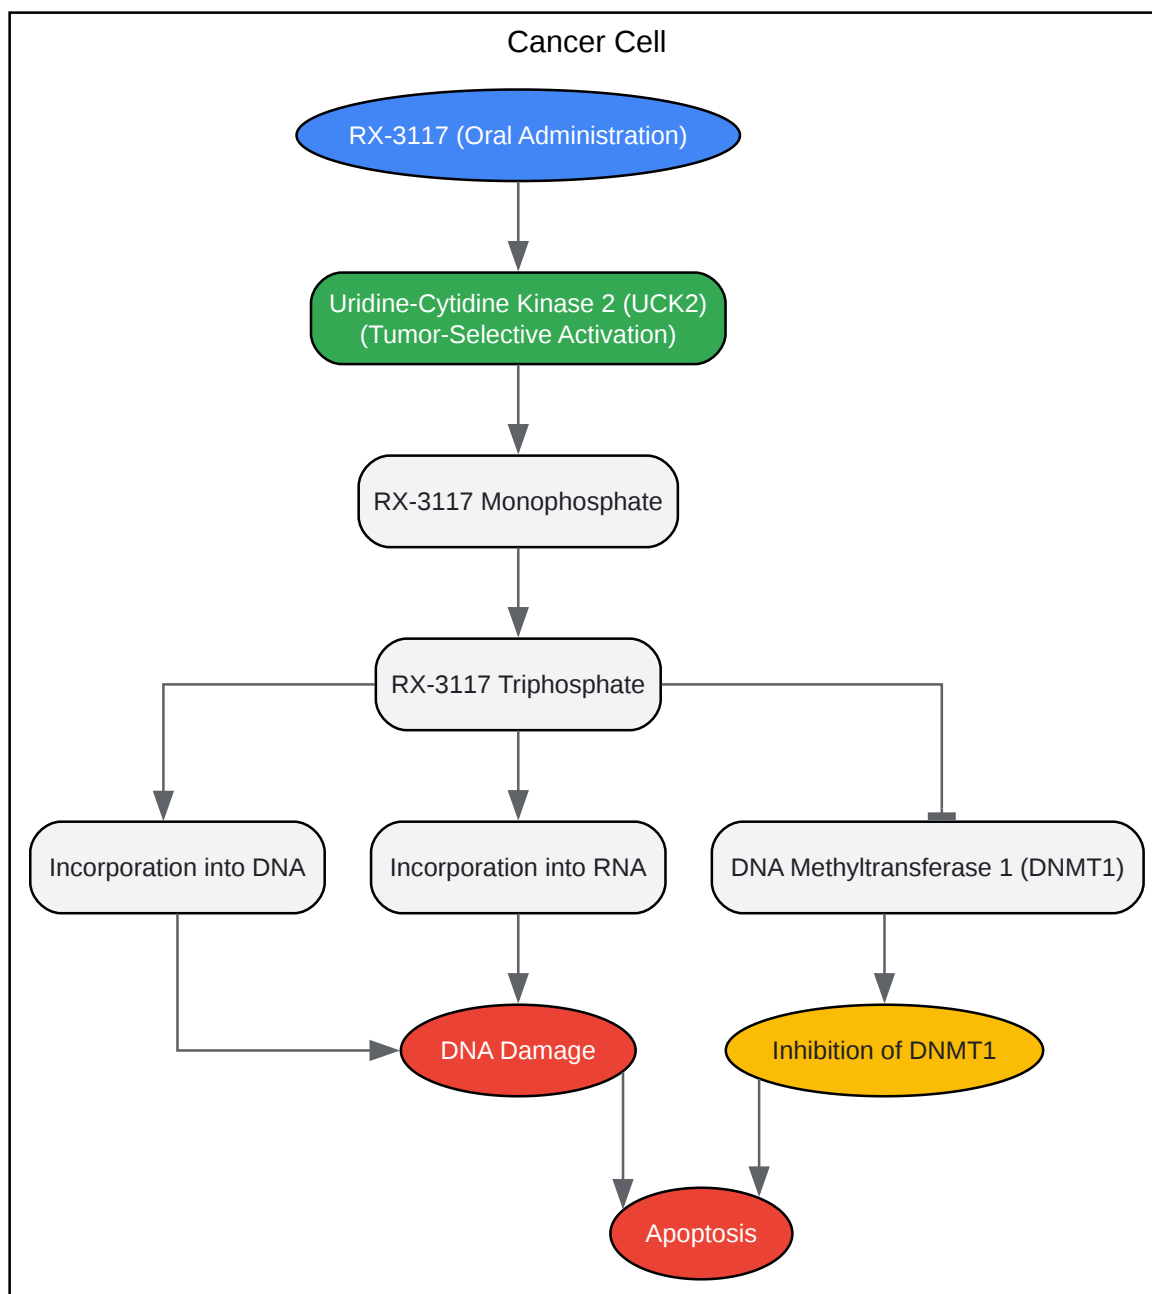 Cancer Cell
RX-3117 (Oral Administration)
Uridine-Cytidine Kinase 2 (UCK2)
(Tumor-Selective Activation)
RX-3117 Monophosphate
RX-3117 Triphosphate
Incorporation into DNA
Incorporation into RNA
DNA Methyltransferase 1 (DNMT1)
DNA Damage
Inhibition of DNMT1
Apoptosis